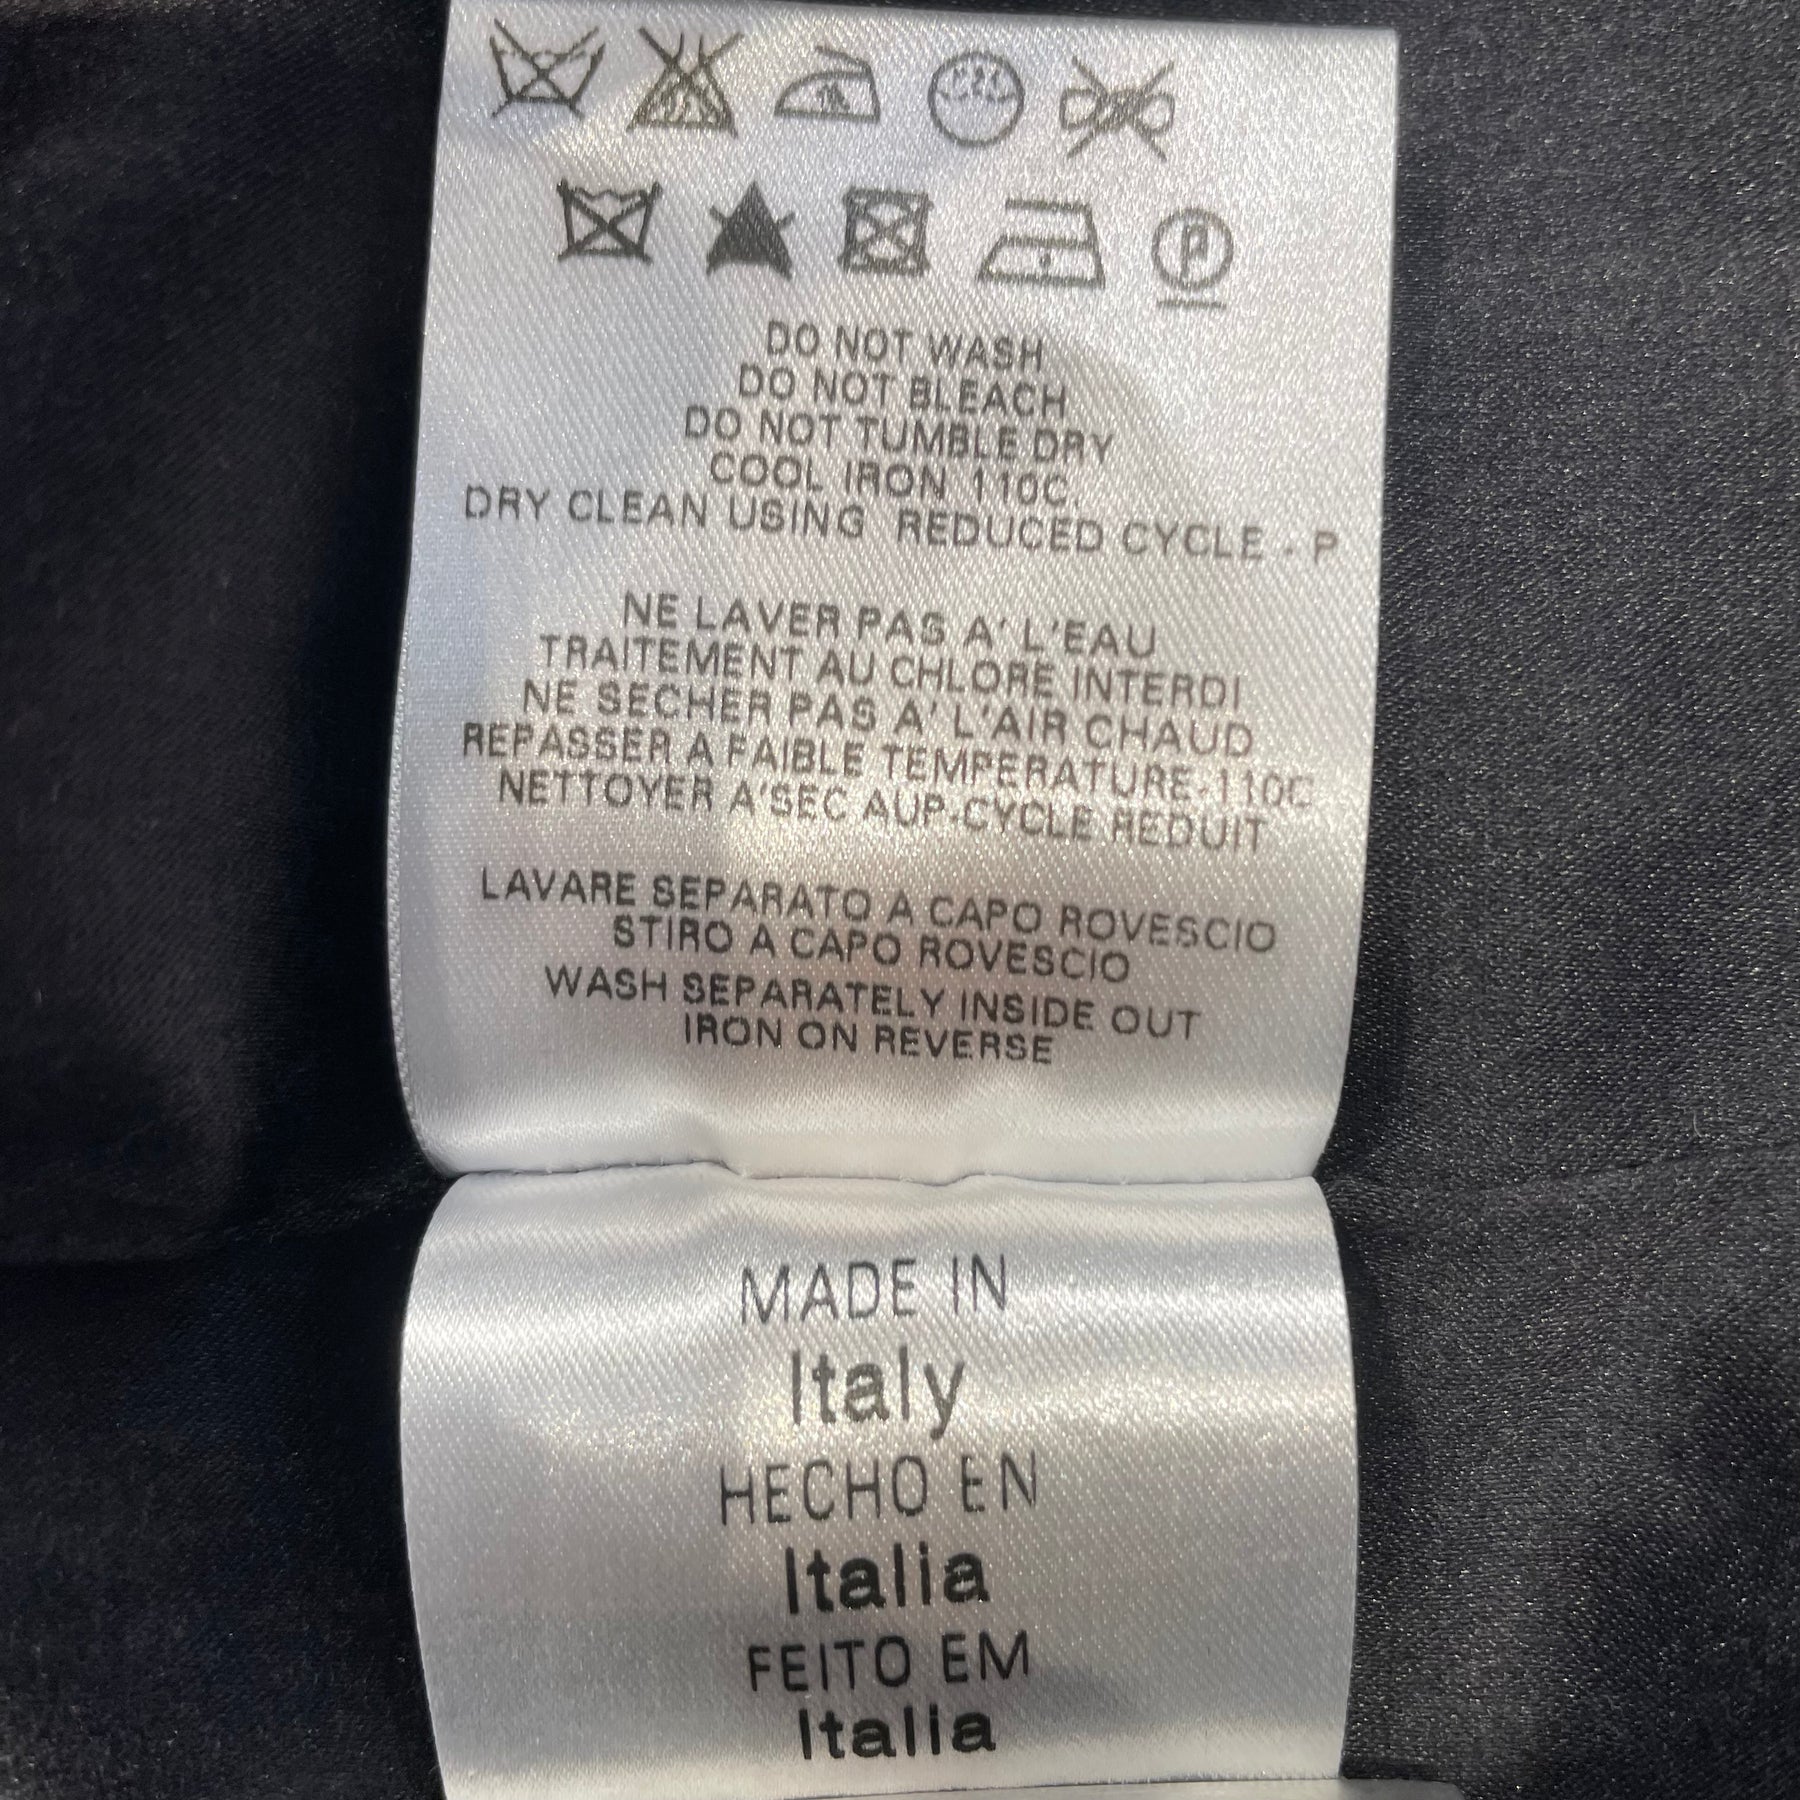 DO NOT WASH
DO NOT BLEACH
DO NOT TUMBLE DRY
COOL IRON 110C.
DRY CLEAN USING REDUCED CYCLE - P
NE LAVER PAS A' L'EAU
TRAITEMENT AU CHLORE INTERDI
NE SECHER PAS A' L'AIR CHAUD
REPASSER A FAIBLE TEMPERATURE-110C
NETTOYER A'SEC AUP-CYCLE REDUIT
LAVARE SEPARATO A CAPO ROVESCIO
STIRO A CAPO ROVESCIO
WASH SEPARATELY INSIDE OUT
IRON ON REVERSE
MADE IN
Italy
HECHO EN
Italia
FEITO EM
Italia